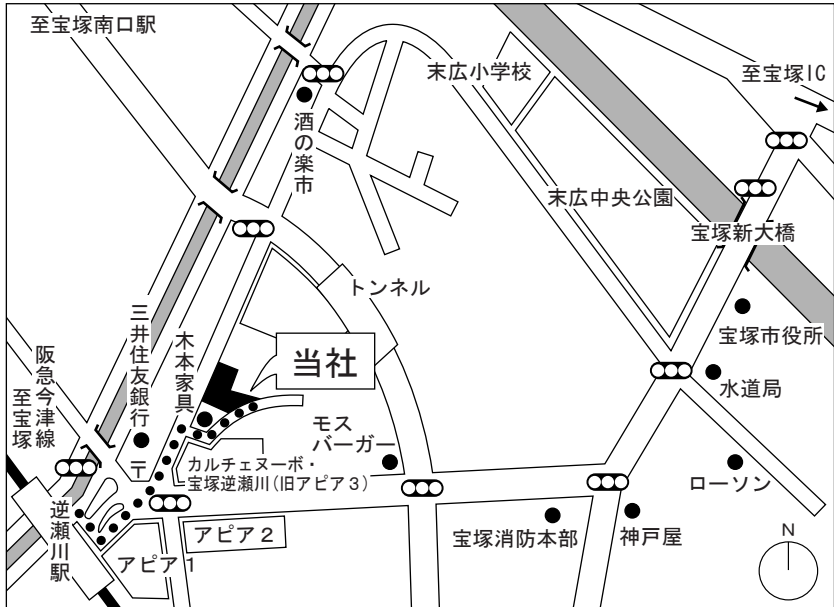 至宝塚南口駅
末広小学校
至宝塚IC
酒の楽市
末広中央公園
宝塚新大橋
トンネル
三井住友銀行
木本家具
宝塚市役所
当社
阪急今津線
至宝塚
水道局
モス
バーガー
〒
カルチェヌーボ・
宝塚逆瀬川(旧アピア3)
ローソン
逆瀬川駅
アピア2
宝塚消防本部
神戸屋
アピア1
N